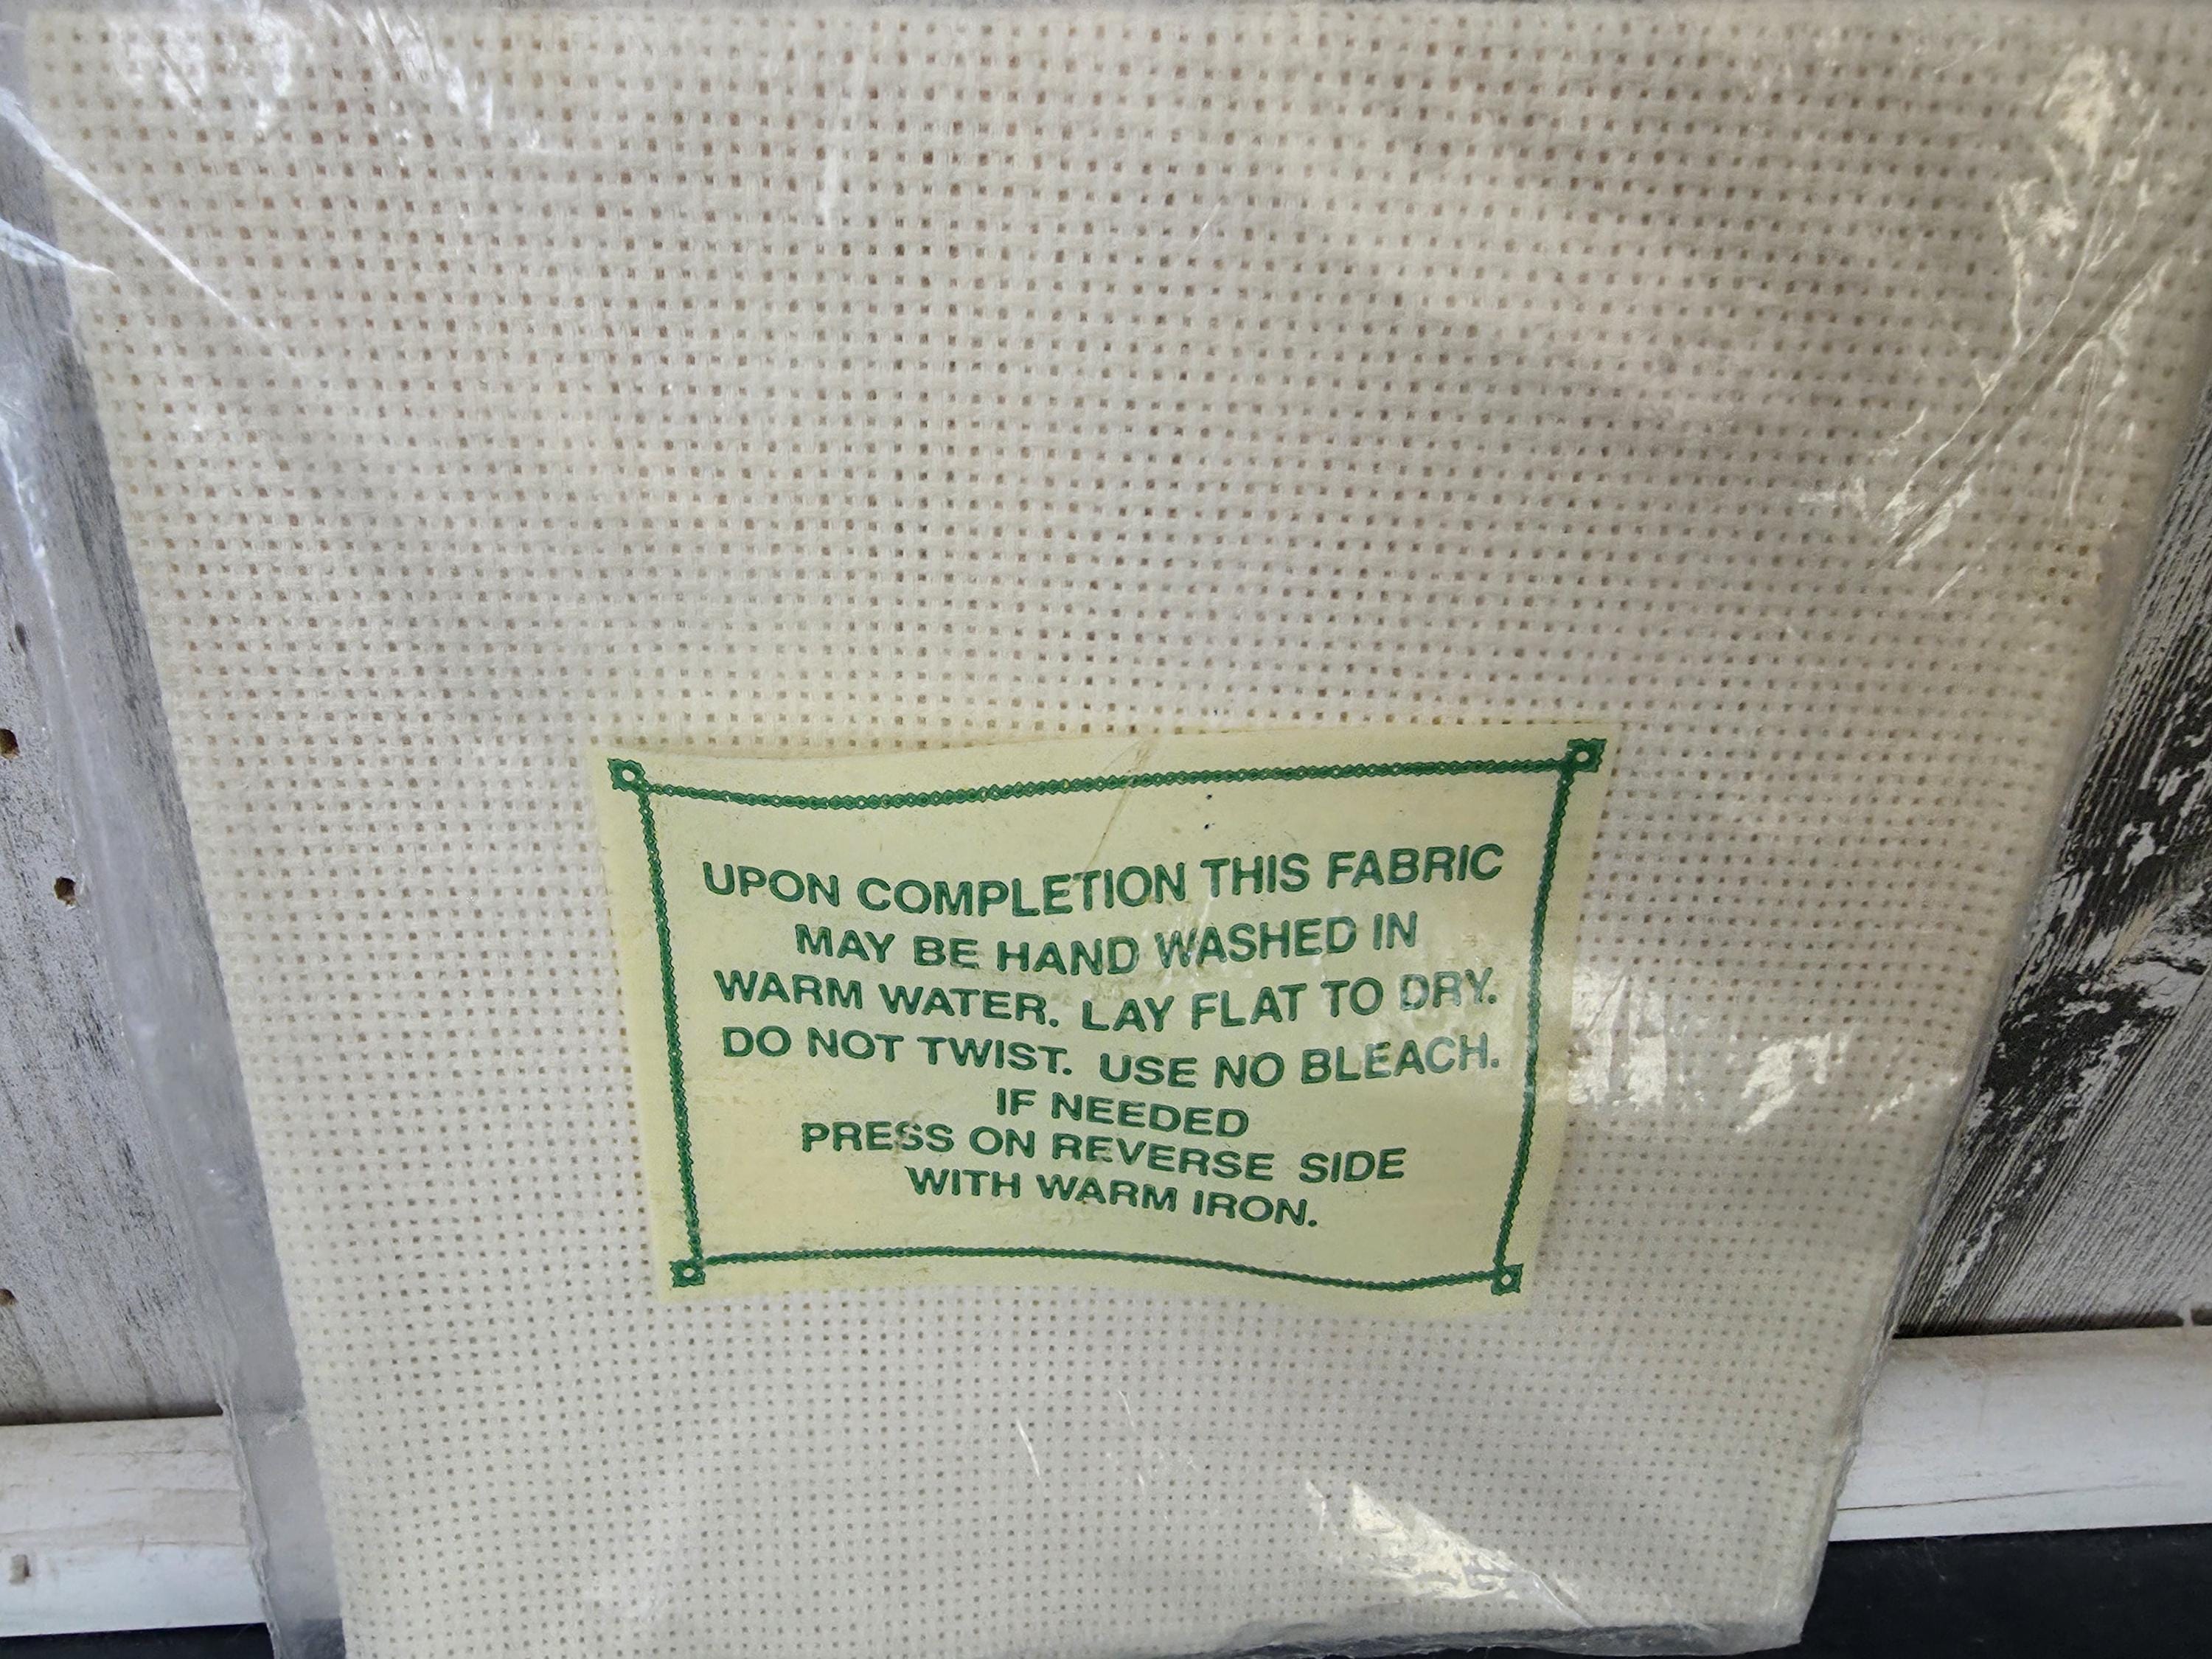 UPON COMPLETION THIS FABRIC
MAY BE HAND WASHED IN
WARM WATER. LAY FLAT TO DRY.
DO NOT TWIST. USE NO BLEACH.
IF NEEDED
PRESS ON REVERSE SIDE
WITH WARM IRON.